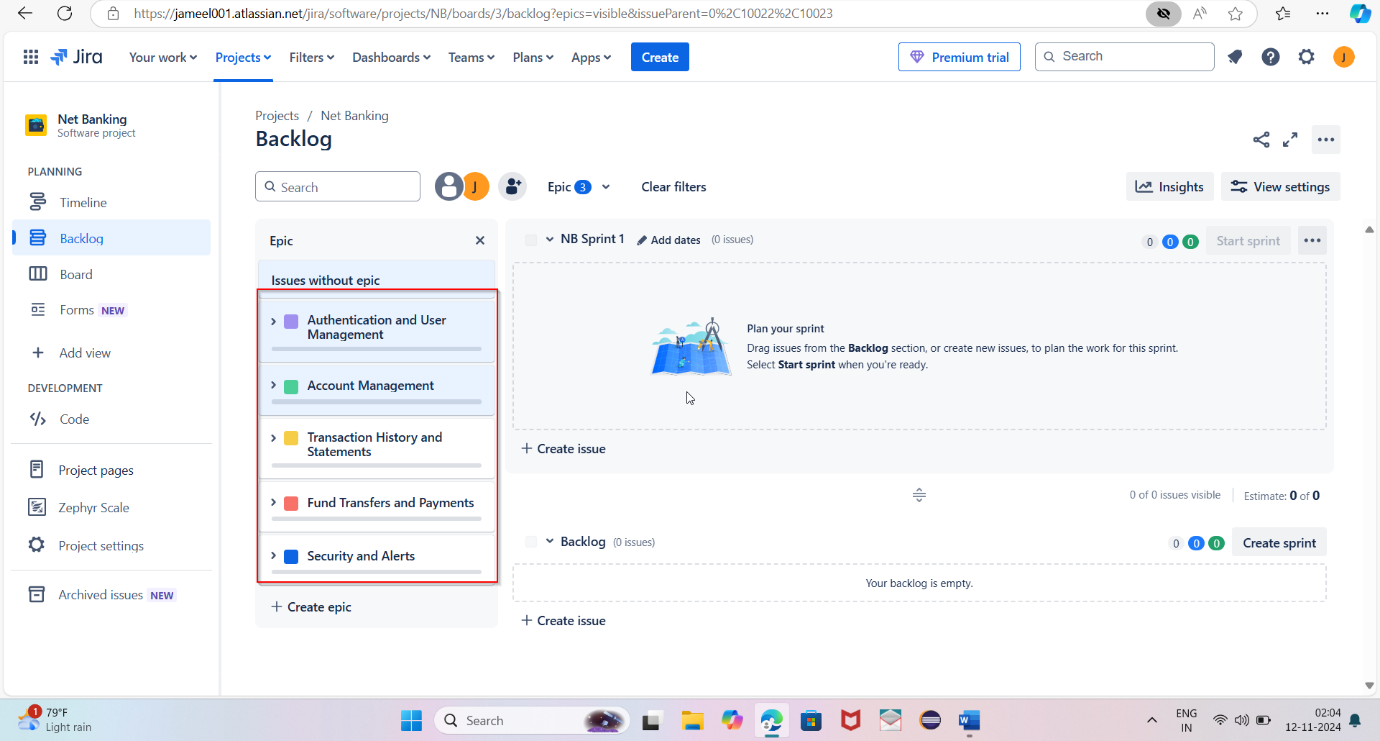 https://jameel001.atlassian.net/jira/software/projects/NB/boards/3/backlog?epics=visible&issueParent=0%2C10022%2C10023
Jira
Your work
Projects
Filters
Dashboards
Teams
Plans
Apps
Create
Premium trial
Search
J
Net Banking
Software project
PLANNING
Timeline
Backlog
Board
Forms NEW
Add view
DEVELOPMENT
Code
Project pages
Zephyr Scale
Project settings
Archived issues NEW
Projects / Net Banking
Backlog
Search
J
Epic 3
Clear filters
Insights
View settings
Epic
Issues without epic
Authentication and User
Management
Account Management
Transaction History and
Statements
Fund Transfers and Payments
Security and Alerts
+ Create epic
NB Sprint 1 Add dates (0 issues)
0 0 0 Start sprint
Plan your sprint
Drag issues from the Backlog section, or create new issues, to plan the work for this sprint.
Select Start sprint when you're ready.
+ Create issue
0 of 0 issues visible Estimate: 0 of 0
Backlog (0 issues)
0 0 0 Create sprint
Your backlog is empty.
+ Create issue
1
79°F
Light rain
Search
W
ENG
IN
02:04
12-11-2024